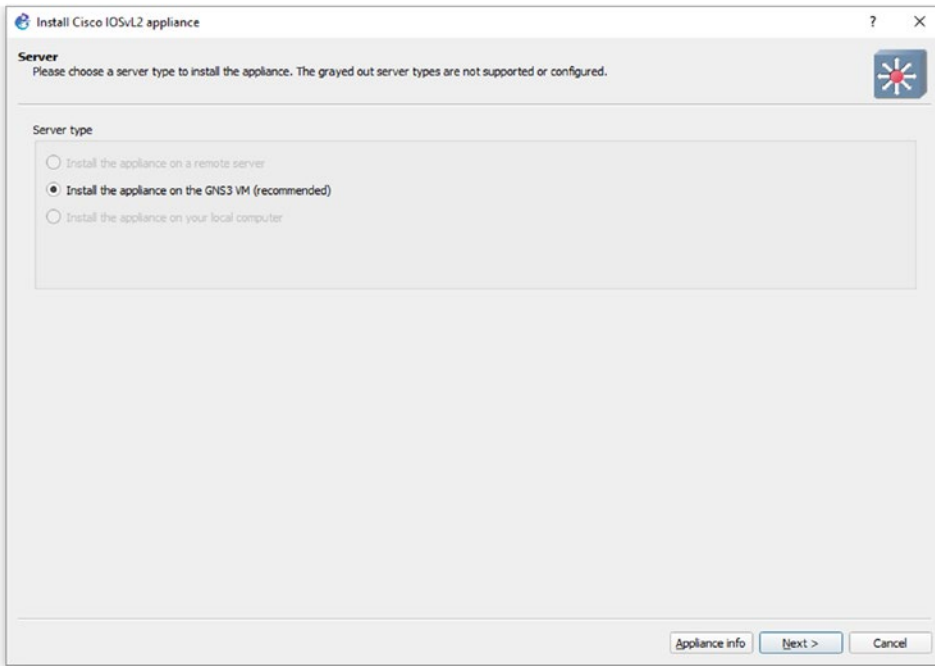 Install Cisco IOSvL2 appliance
Server
Please choose a server type to install the appliance. The grayed out server types are not supported or configured.
Server type
Install the appliance on a remote server
Install the appliance on the GNS3 VM (recommended)
Install the appliance on your local computer
Appliance info
Next >
Cancel